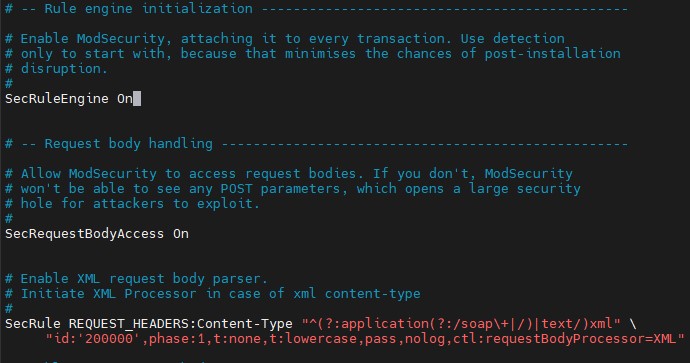 # -- Rule engine initialization ----------------------------------------------
# Enable ModSecurity, attaching it to every transaction. Use detection
# only to start with, because that minimises the chances of post-installation
# disruption.
#
SecRuleEngine On
# -- Request body handling ---------------------------------------------------
# Allow ModSecurity to access request bodies. If you don't, ModSecurity
# won't be able to see any POST parameters, which opens a large security
# hole for attackers to exploit.
#
SecRequestBodyAccess On
# Enable XML request body parser.
# Initiate XML Processor in case of xml content-type
#
SecRule REQUEST_HEADERS:Content-Type "^(?:application(?:/soap\+|/)|text/)xml" \
"id:'200000',phase:1,t:none,t:lowercase,pass,nolog,ctl:requestBodyProcessor=XML"